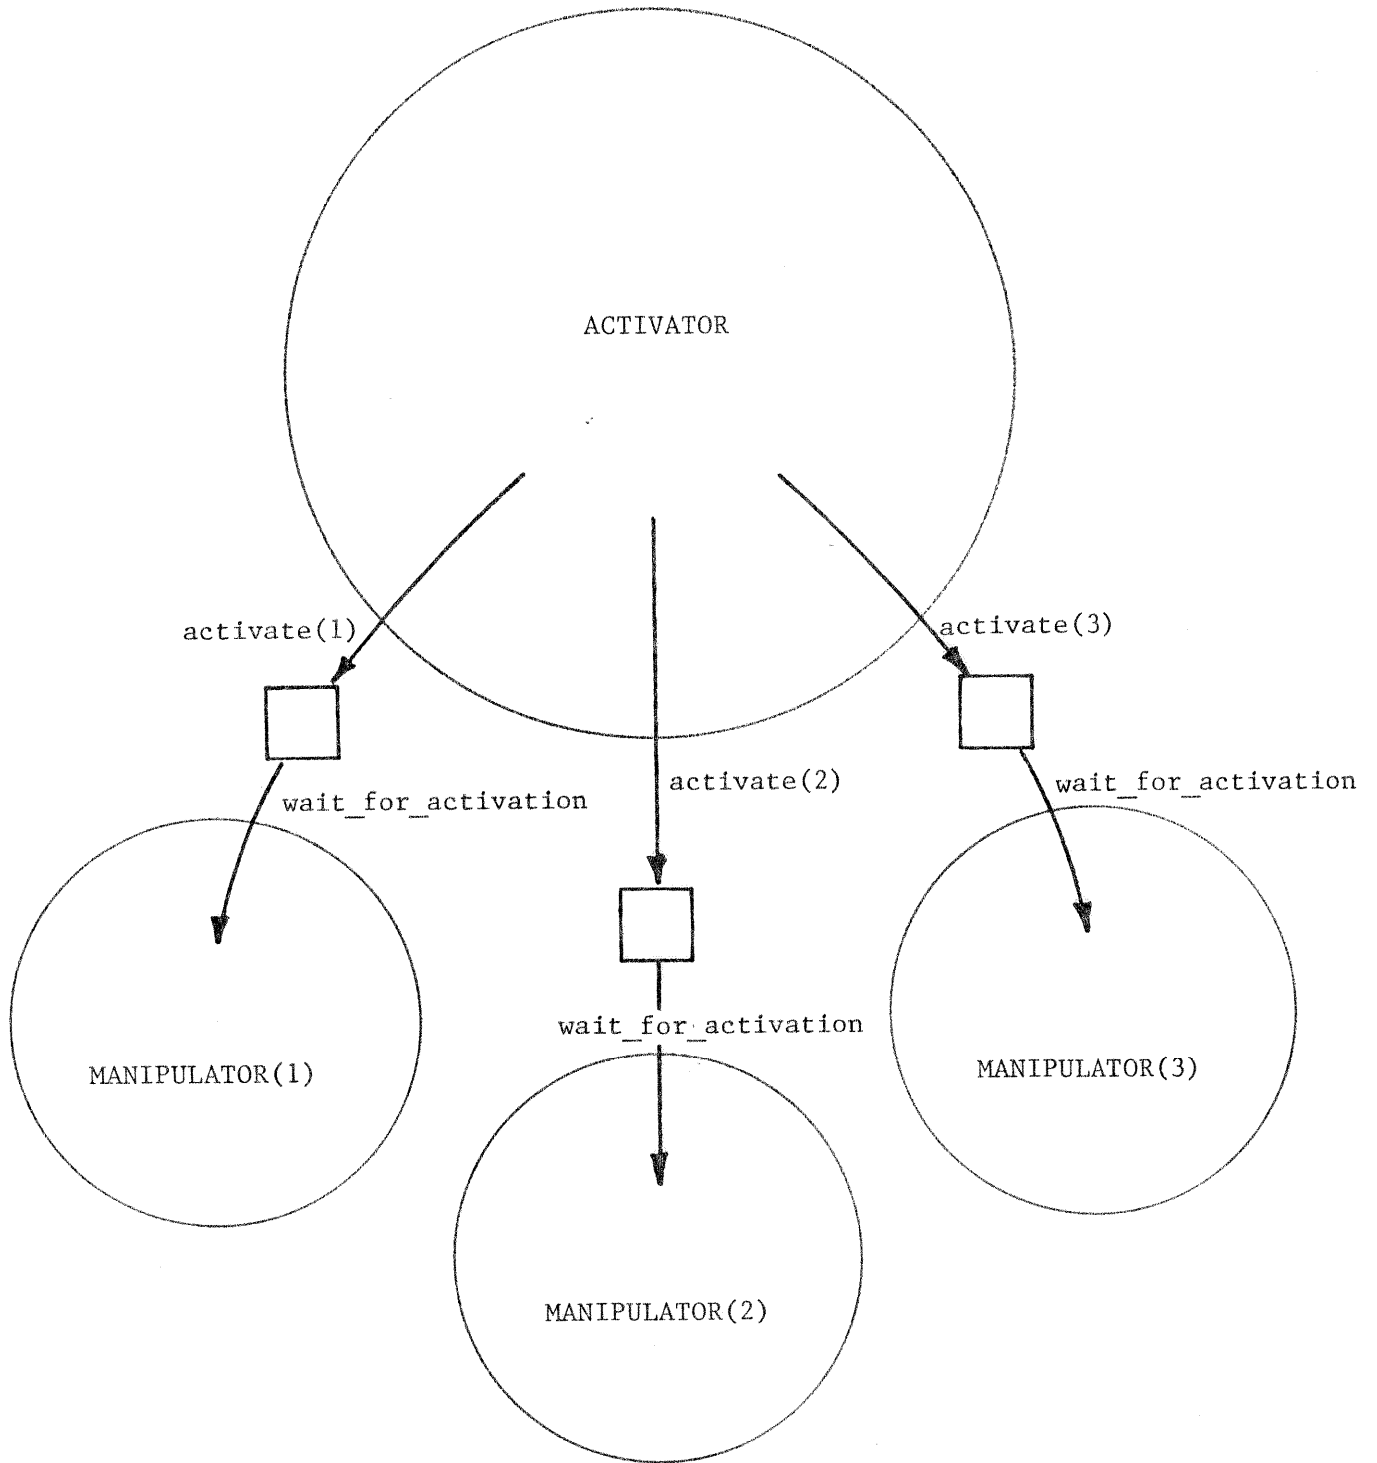 ACTIVATOR
activate(1)
activate(3)
activate(2)
wait_for_activation
wait_for_activation
wait_for_activation
MANIPULATOR(1)
MANIPULATOR(3)
MANIPULATOR(2)